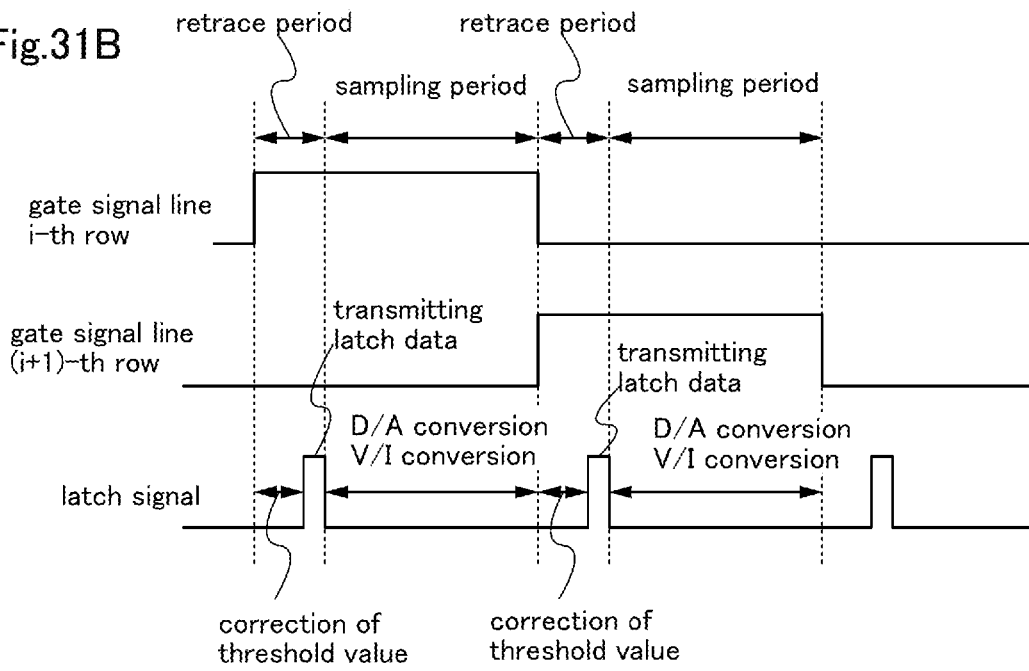 Fig.31B
retrace period
retrace period
sampling period
sampling period
gate signal line
i-th row
gate signal line
(i+1)-th row
transmitting
latch data
transmitting
latch data
D/A conversion
V/I conversion
D/A conversion
V/I conversion
latch signal
correction of
threshold value
correction of
threshold value